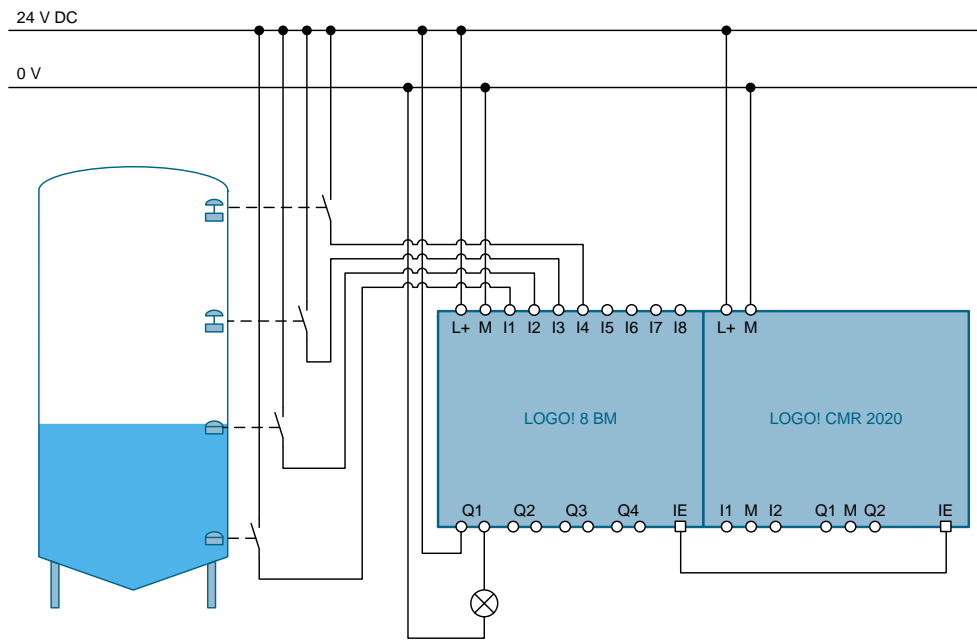 24 V DC
0 V
L+ M I1 I2 I3 I4 I5 I6 I7 I8 L+ M
LOGO! 8 BM LOGO! CMR 2020
Q1 Q2 Q3 Q4 IE I1 M I2 Q1 M Q2 IE